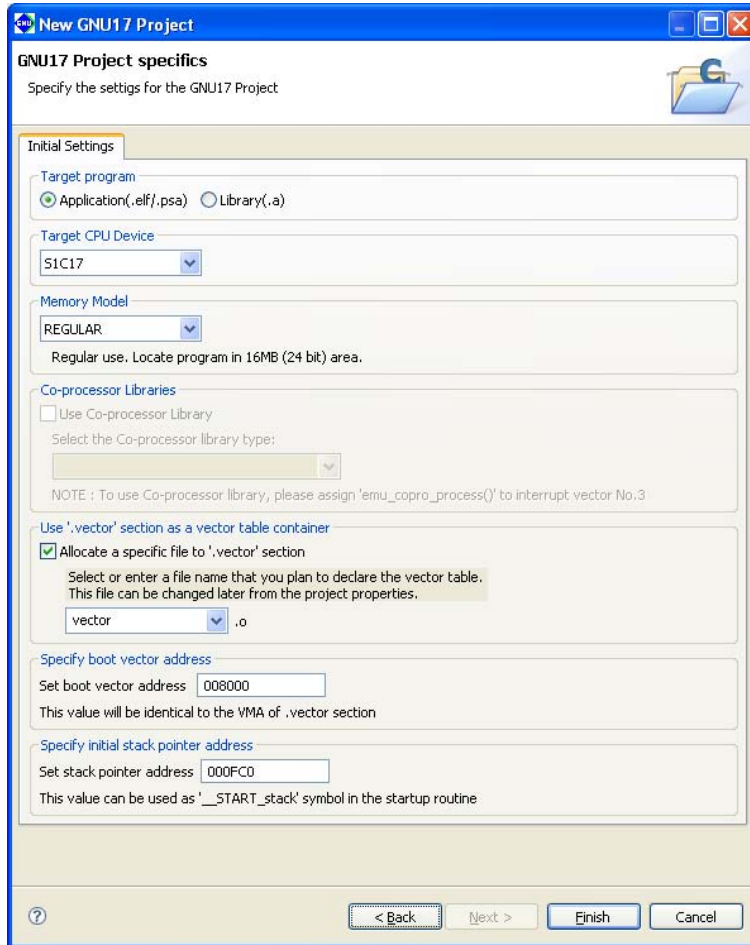 GNU New GNU17 Project
GNU17 Project specifics
Specify the settigs for the GNU17 Project
C
Initial Settings
Target program
Application(.elf/.psa) Library(.a)
Target CPU Device
S1C17
Memory Model
REGULAR
Regular use. Locate program in 16MB (24 bit) area.
Co-processor Libraries
Use Co-processor Library
Select the Co-processor library type:
NOTE : To use Co-processor library, please assign 'emu_copro_process()' to interrupt vector No.3
Use '.vector' section as a vector table container
Allocate a specific file to '.vector' section
Select or enter a file name that you plan to declare the vector table.
This file can be changed later from the project properties.
vector .o
Specify boot vector address
Set boot vector address 008000
This value will be identical to the VMA of .vector section
Specify initial stack pointer address
Set stack pointer address 000FC0
This value can be used as '__START_stack' symbol in the startup routine
? < Back Next > Finish Cancel